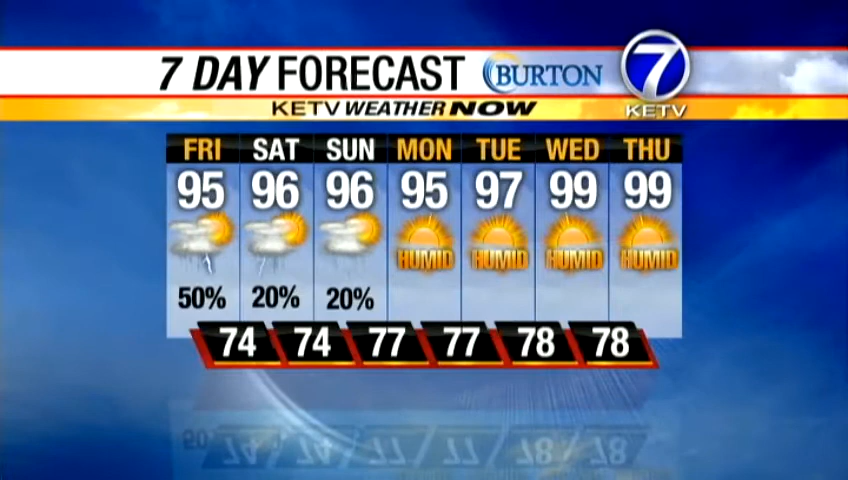 7 DAY FORECAST BURTON 7
KETV WEATHER NOW KETV
FRI SAT SUN MON TUE WED THU
95 96 96 95 97 99 99
HUMID HUMID HUMID HUMID
50% 20% 20%
74 74 77 77 78 78